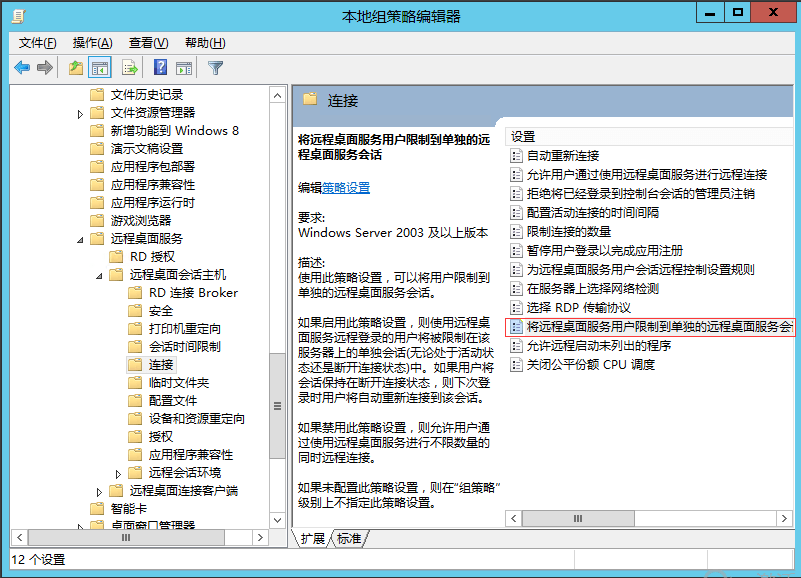 本地组策略编辑器
文件(F) 操作(A) 查看(V) 帮助(H)
文件历史记录
文件资源管理器
新增功能到 Windows 8
演示文稿设置
应用程序包部署
应用程序兼容性
应用程序运行时
游戏浏览器
远程桌面服务
RD 授权
远程桌面会话主机
RD 连接 Broker
安全
打印机重定向
会话时间限制
连接
临时文件夹
配置文件
设备和资源重定向
授权
应用程序兼容性
远程会话环境
远程桌面连接客户端
智能卡
桌面窗口管理器
连接
将远程桌面服务用户限制到单独的远
程桌面服务会话
编辑策略设置
要求:
Windows Server 2003 及以上版本
描述:
使用此策略设置，可以将用户限制到
单独的远程桌面服务会话。
如果启用此策略设置，则使用远程桌
面服务远程登录的用户将被限制在该
服务器上的单独会话(无论处于活动状
态还是断开连接状态)中。如果用户将
会话保持在断开连接状态，则下次登
录时用户将自动重新连接到该会话。
如果禁用此策略设置，则允许用户通
过使用远程桌面服务进行不限数量的
同时远程连接。
如果未配置此策略设置，则在“组策略”
级别上不指定此策略设置。
设置
自动重新连接
允许用户通过使用远程桌面服务进行远程连接
拒绝将已经登录到控制台会话的管理员注销
配置活动连接的时间间隔
限制连接的数量
暂停用户登录以完成应用注册
为远程桌面服务用户会话远程控制设置规则
在服务器上选择网络检测
选择 RDP 传输协议
将远程桌面服务用户限制到单独的远程桌面服务会话
允许远程启动未列出的程序
关闭公平份额 CPU 调度
扩展 标准
12 个设置